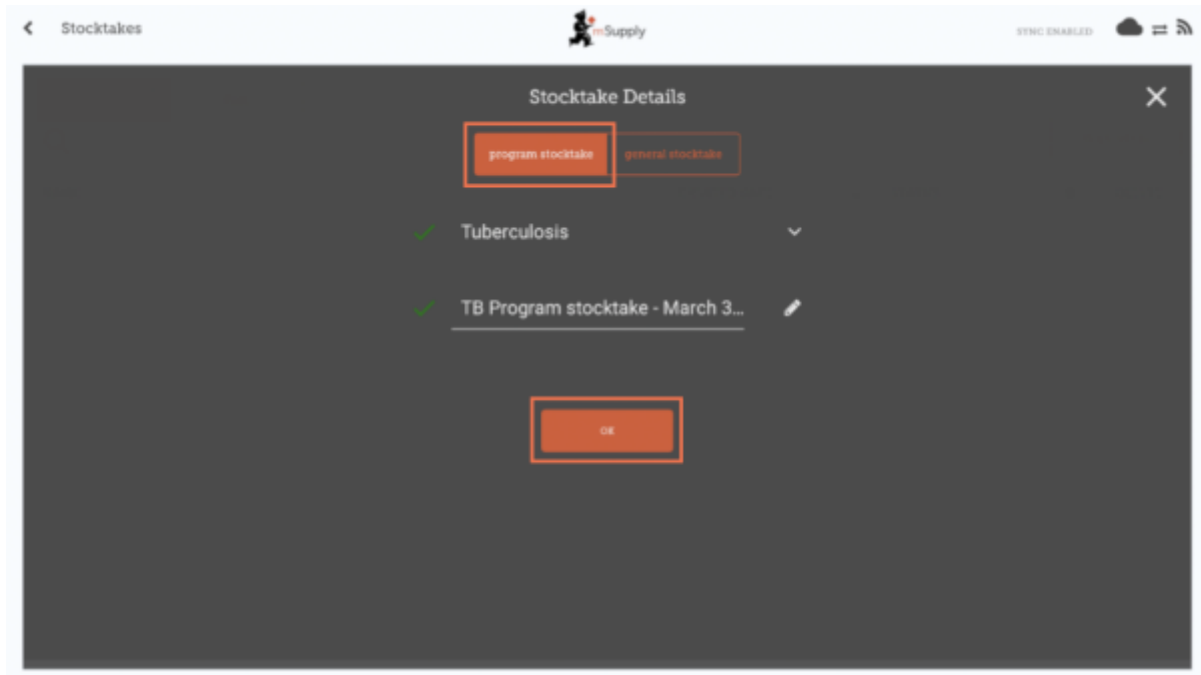 Stocktakes
mSupply
SYNC ENABLED
Stocktake Details
program stocktake
general stocktake
Tuberculosis
TB Program stocktake - March 3...
OK